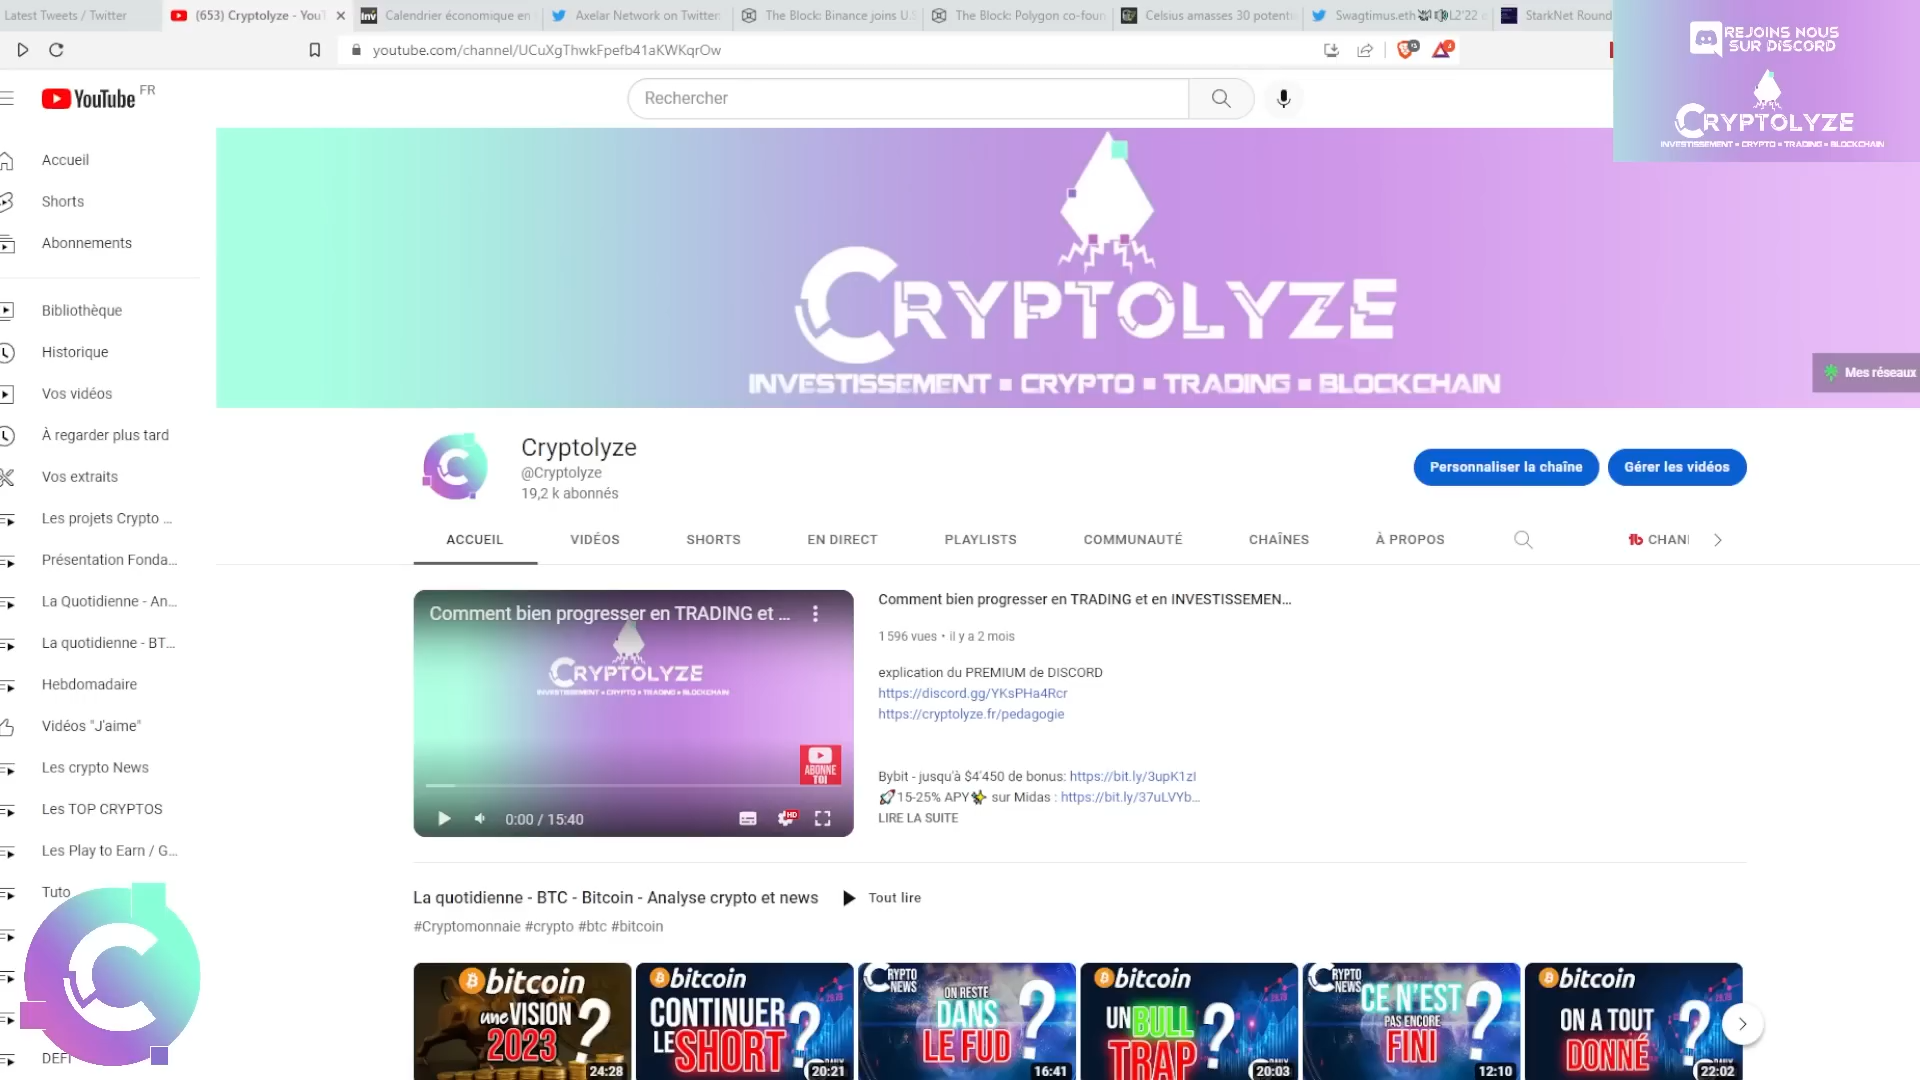 Latest Tweets / Twitter
(653) Cryptolyze - YouT
Calendrier économique en
Axelar Network on Twitter
The Block: Binance joins U.S
The Block: Polygon co-foun
Celsius amasses 30 potenti
Swagtimus.eth L2'22
StarkNet Round
youtube.com/channel/UCuXgThwkFpefb41aKWKqrOw
REJOINS NOUS
SUR DISCORD
CRYPTOLYZE
INVESTISSEMENT ▪ CRYPTO ▪ TRADING ▪ BLOCKCHAIN
YouTube FR
Rechercher
Accueil
Shorts
Abonnements
Bibliothèque
Historique
Vos vidéos
À regarder plus tard
Vos extraits
Les projets Crypto ...
Présentation Fonda...
La Quotidienne - An...
La quotidienne - BT...
Hebdomadaire
Vidéos "J'aime"
Les crypto News
Les TOP CRYPTOS
Les Play to Earn / G...
Tuto
DEFI
CRYPTOLYZE
INVESTISSEMENT ▪ CRYPTO ▪ TRADING ▪ BLOCKCHAIN
Mes réseaux
Cryptolyze
@Cryptolyze
19,2 k abonnés
Personnaliser la chaîne
Gérer les vidéos
ACCUEIL
VIDÉOS
SHORTS
EN DIRECT
PLAYLISTS
COMMUNAUTÉ
CHAÎNES
À PROPOS
CHAN
Comment bien progresser en TRADING et ...
CRYPTOLYZE
INVESTISSEMENT ▪ CRYPTO ▪ TRADING ▪ BLOCKCHAIN
ABONNE
TOI
0:00 / 15:40
HD
Comment bien progresser en TRADING et en INVESTISSEMEN...
1 596 vues • il y a 2 mois
explication du PREMIUM de DISCORD
https://discord.gg/YKsPHa4Rcr
https://cryptolyze.fr/pedagogie
Bybit - jusqu'à $4'450 de bonus: https://bit.ly/3upK1zI
🚀15-25% APY✨ sur Midas : https://bit.ly/37uLVYb...
LIRE LA SUITE
La quotidienne - BTC - Bitcoin - Analyse crypto et news
Tout lire
#Cryptomonnaie #crypto #btc #bitcoin
bitcoin
une VISION
2023 ?
24:28
bitcoin
CONTINUER
LE SHORT ?
20:21
CRYPTO
NEWS
ON RESTE
DANS
LE FUD ?
16:41
bitcoin
UN BULL
TRAP ?
20:03
CRYPTO
NEWS
CE N'EST
PAS ENCORE
FINI ?
12:10
bitcoin
ON A TOUT
DONNÉ ?
22:02